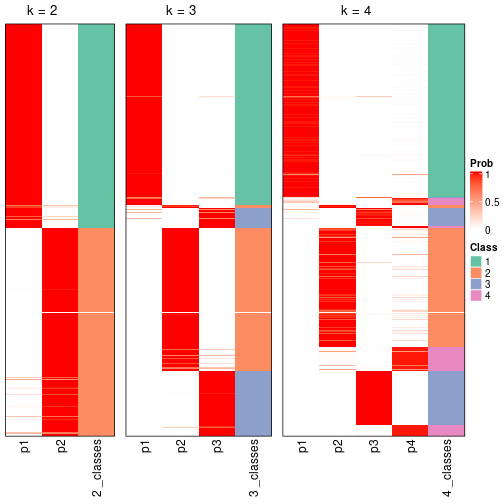 k = 2
k = 3
k = 4
Prob
1
0.5
0
Class
1
2
3
4
p1
p2
2_classes
p1
p2
p3
3_classes
p1
p2
p3
p4
4_classes